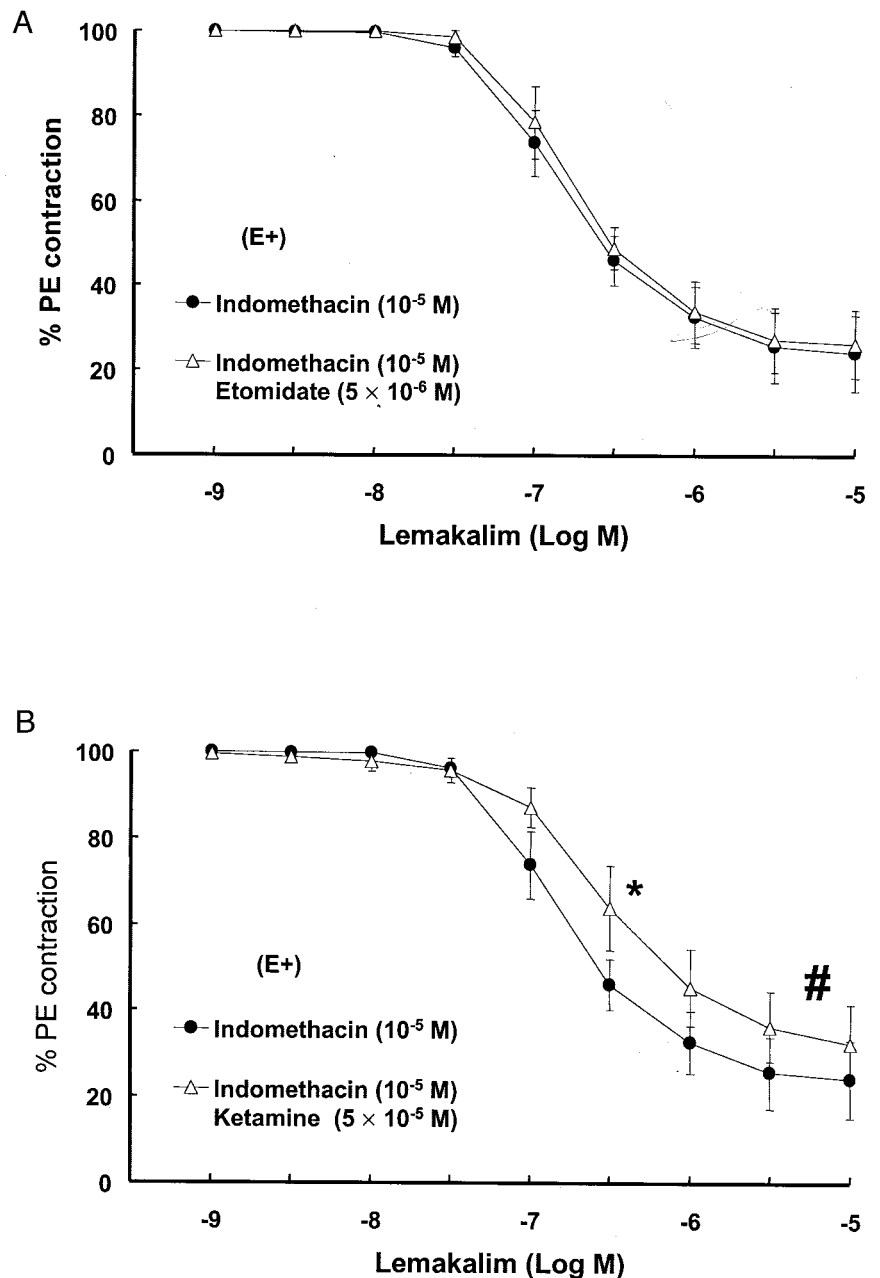 A
100
80
60
40
20
0
% PE contraction
(E+)
Indomethacin (10⁻⁵ M)
Indomethacin (10⁻⁵ M)
Etomidate (5 × 10⁻⁶ M)
-9 -8 -7 -6 -5
Lemakalim (Log M)
B
100
80
60
40
20
0
% PE contraction
*
#
(E+)
Indomethacin (10⁻⁵ M)
Indomethacin (10⁻⁵ M)
Ketamine (5 × 10⁻⁵ M)
-9 -8 -7 -6 -5
Lemakalim (Log M)